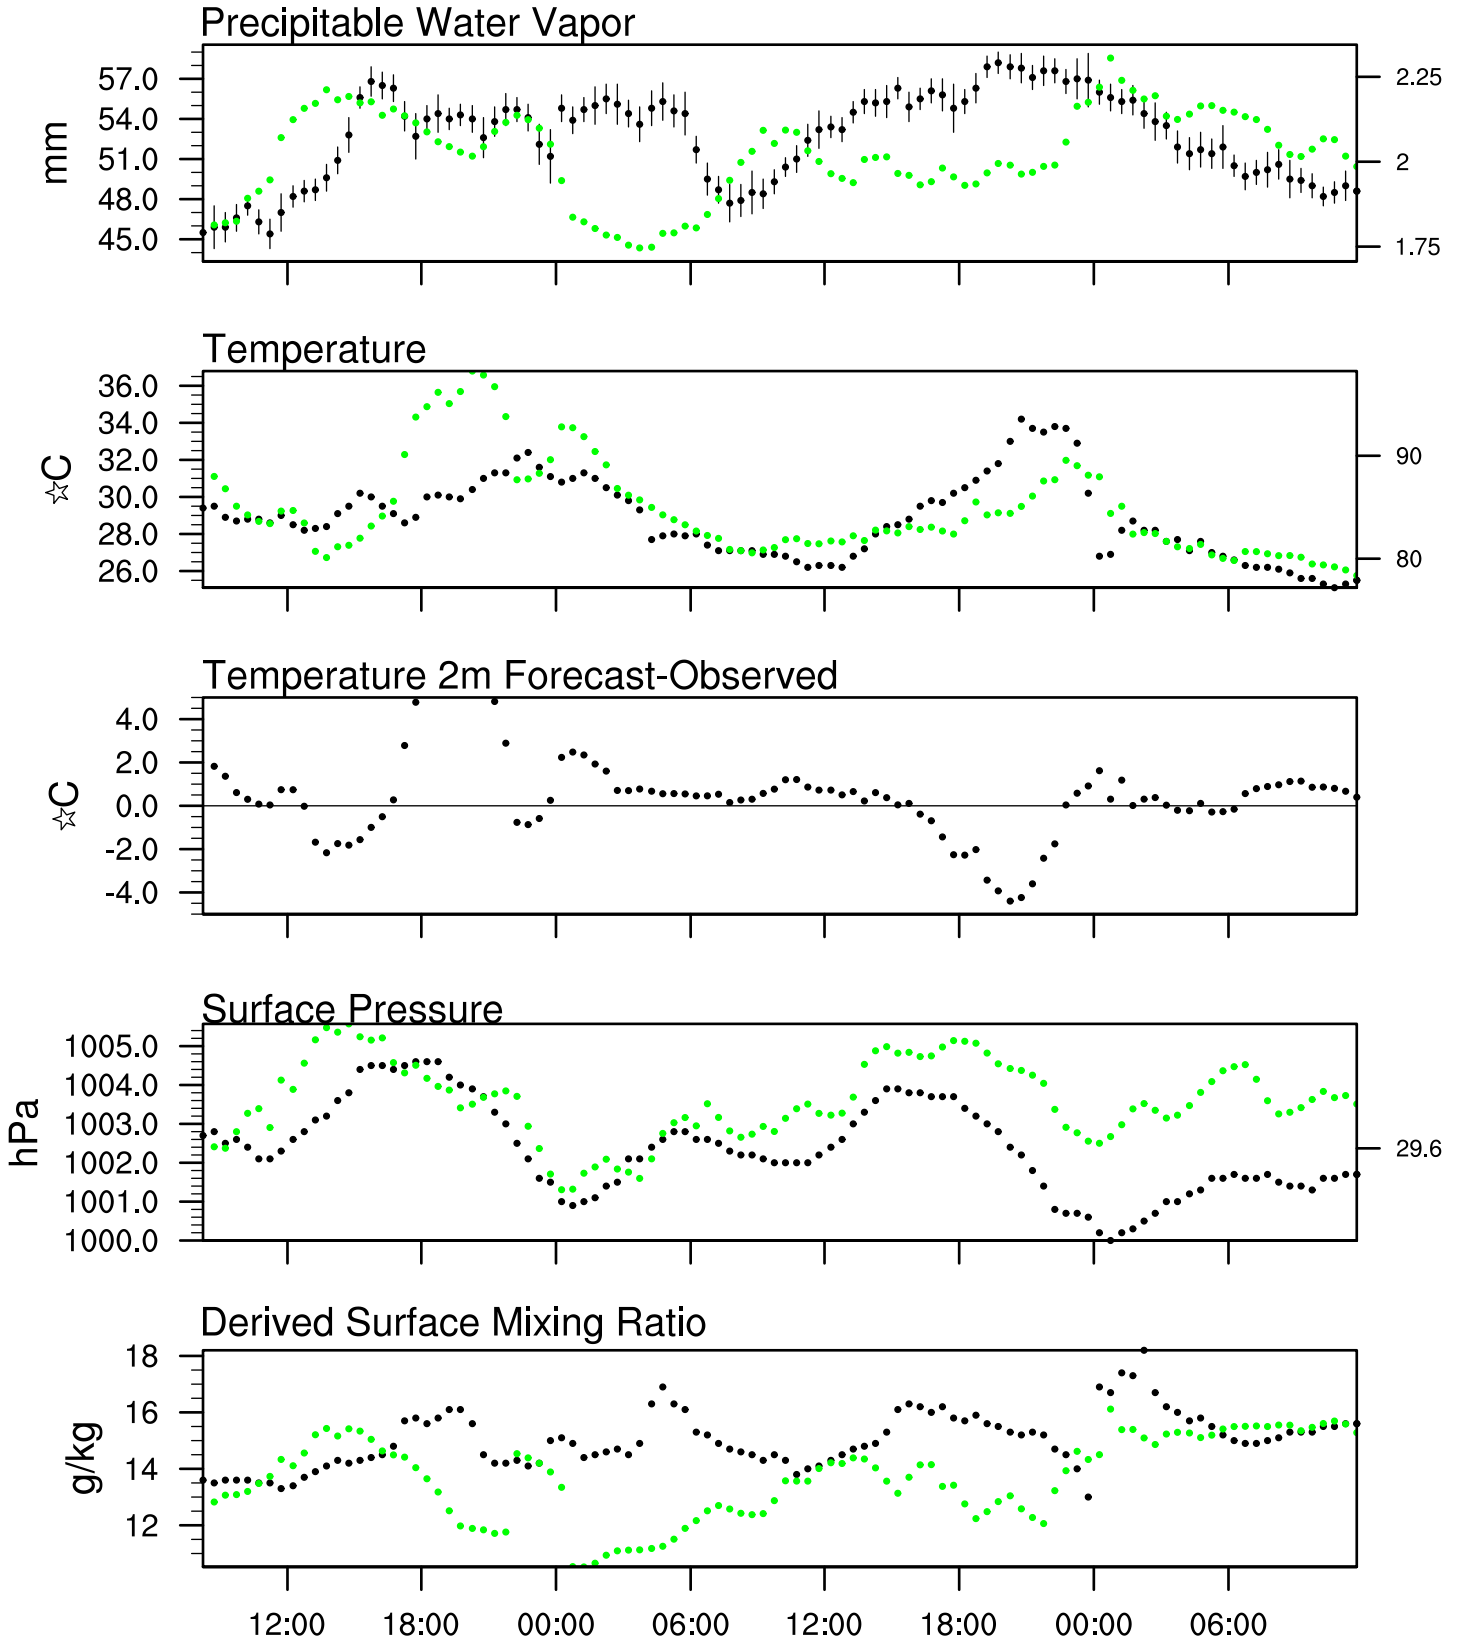 Precipitable Water Vapor
57.0
54.0
51.0
48.0
45.0
mm
2.25
2
1.75
Temperature
36.0
34.0
32.0
30.0
28.0
26.0
☆C
90
80
Temperature 2m Forecast-Observed
4.0
2.0
0.0
-2.0
-4.0
☆C
Surface Pressure
1005.0
1004.0
1003.0
1002.0
1001.0
1000.0
hPa
29.6
Derived Surface Mixing Ratio
18
16
14
12
g/kg
12:00 18:00 00:00 06:00 12:00 18:00 00:00 06:00